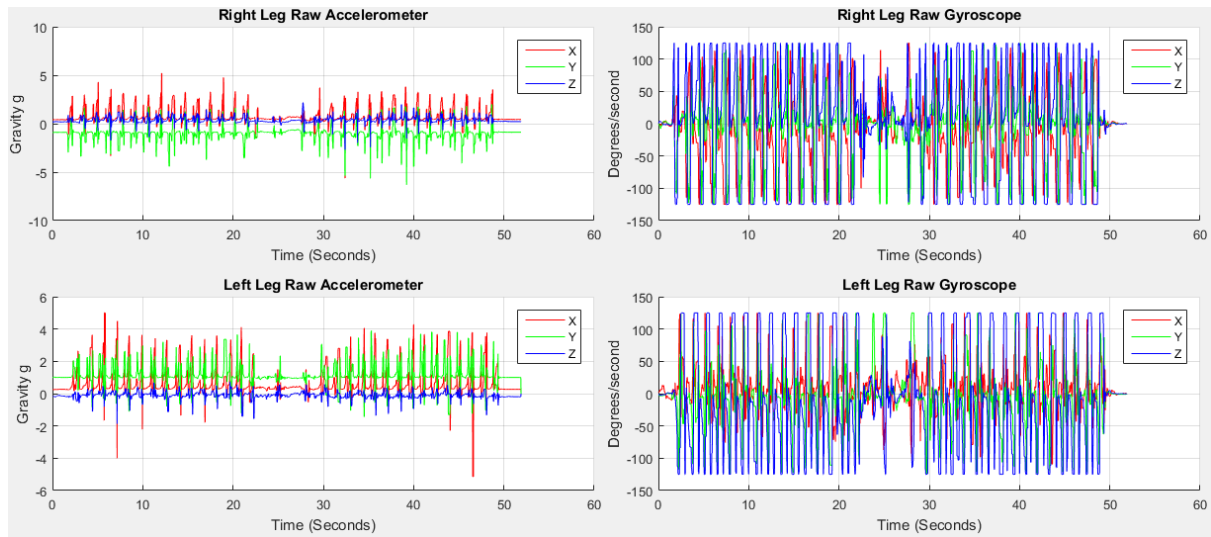 Right Leg Raw Accelerometer
10
5
0
-5
-10
Gravity g
0 10 20 30 40 50 60
Time (Seconds)
X
Y
Z
Right Leg Raw Gyroscope
150
100
50
0
-50
-100
-150
Degrees/second
0 10 20 30 40 50 60
Time (Seconds)
X
Y
Z
Left Leg Raw Accelerometer
6
4
2
0
-2
-4
-6
Gravity g
0 10 20 30 40 50 60
Time (Seconds)
X
Y
Z
Left Leg Raw Gyroscope
150
100
50
0
-50
-100
-150
Degrees/second
0 10 20 30 40 50 60
Time (Seconds)
X
Y
Z